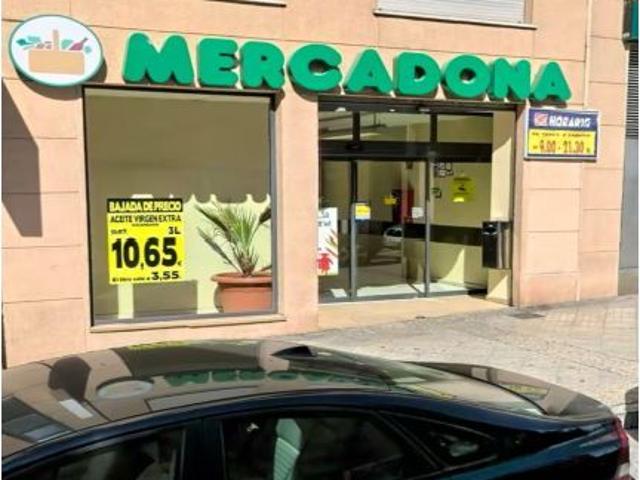 MERCADONA
HORARIO
9.00 - 21.30 H
BAJADA DE PRECIO
ACEITE VIRGEN EXTRA
3L
10,65
3,55